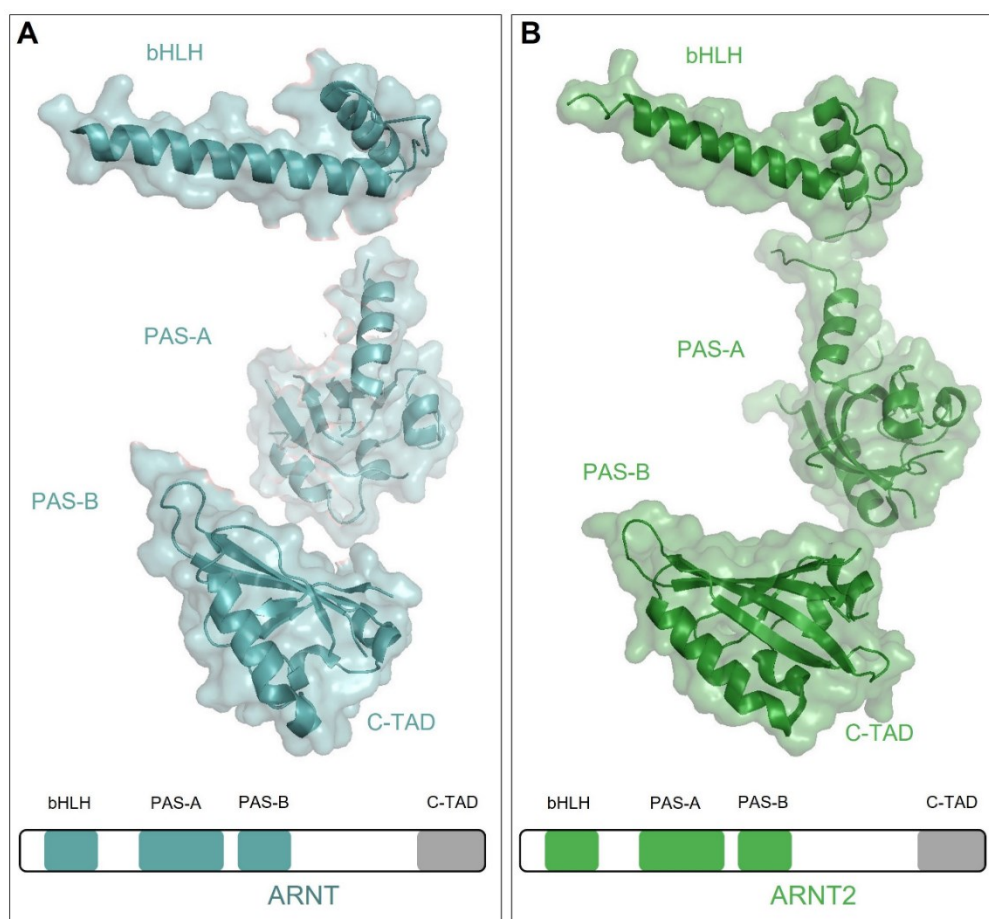 A
bHLH
PAS-A
PAS-B
C-TAD
bHLH PAS-A PAS-B C-TAD
ARNT
B
bHLH
PAS-A
PAS-B
C-TAD
bHLH PAS-A PAS-B C-TAD
ARNT2